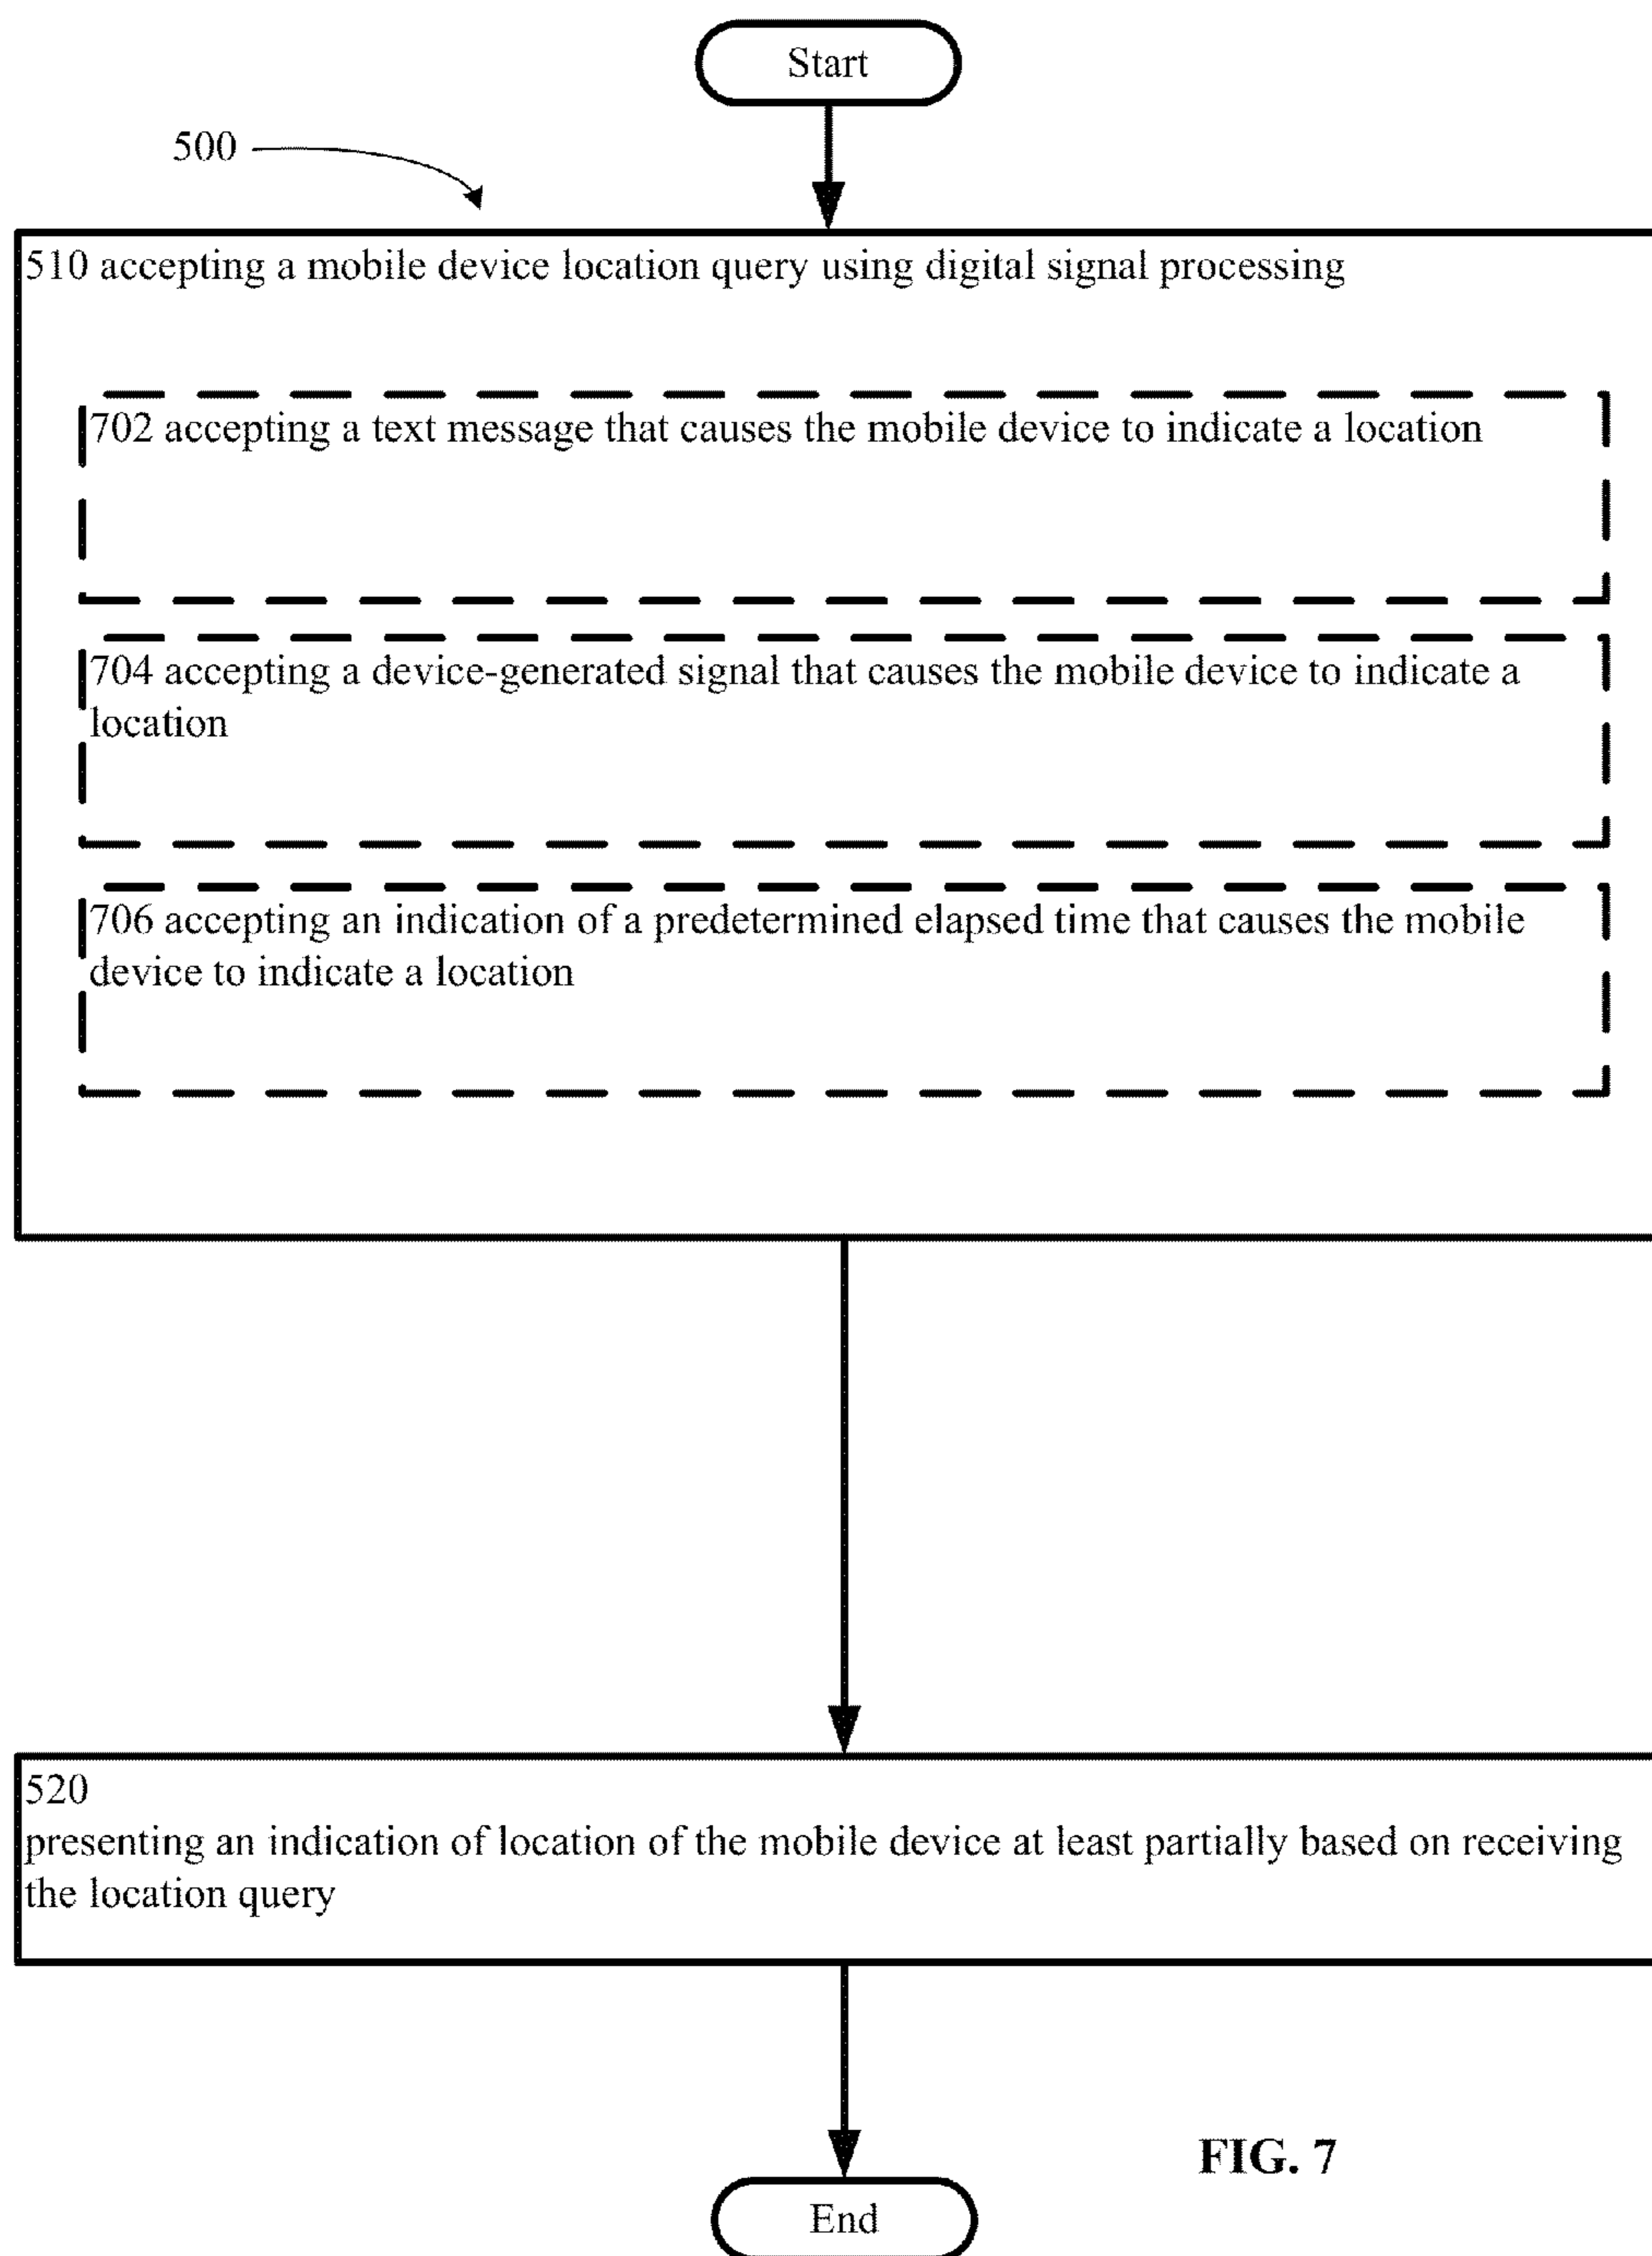 Start
500
510 accepting a mobile device location query using digital signal processing
702 accepting a text message that causes the mobile device to indicate a location
704 accepting a device-generated signal that causes the mobile device to indicate a
location
706 accepting an indication of a predetermined elapsed time that causes the mobile
device to indicate a location
520
presenting an indication of location of the mobile device at least partially based on receiving
the location query
FIG. 7
End